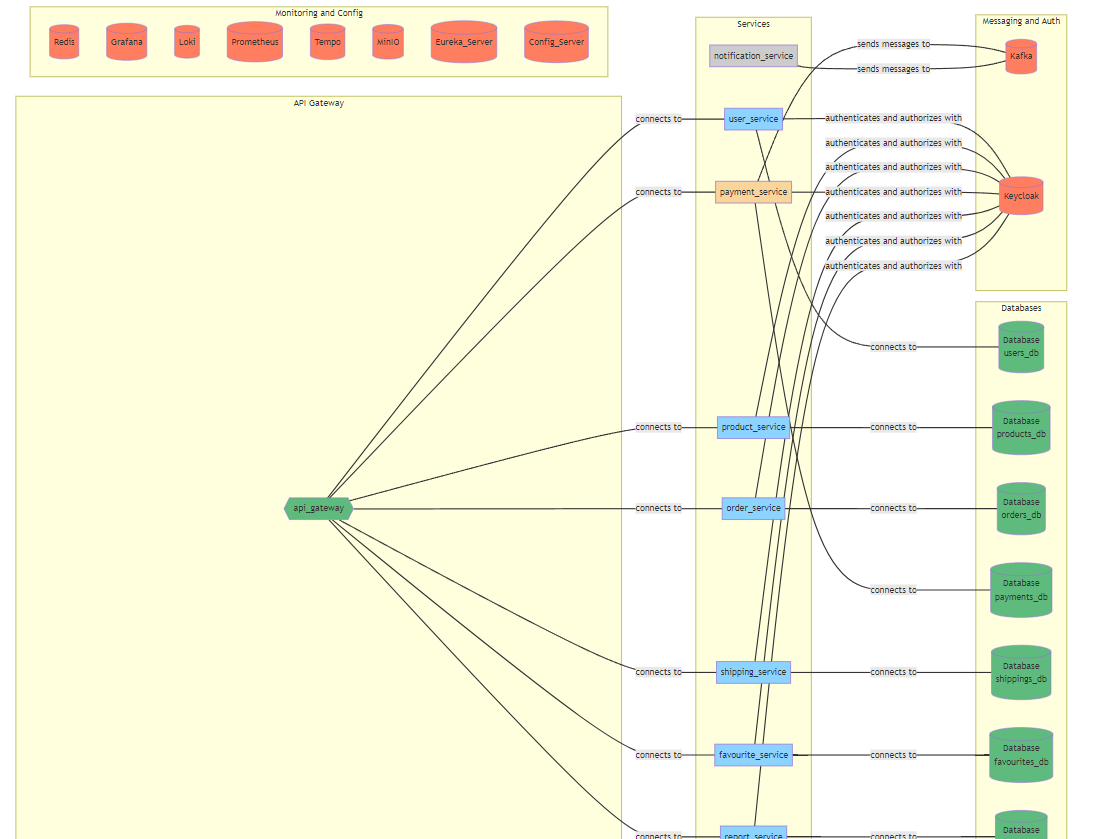 Monitoring and Config
Redis
Grafana
Loki
Prometheus
Tempo
MinIO
Eureka_Server
Config_Server
API Gateway
api_gateway
connects to
connects to
connects to
connects to
connects to
connects to
connects to
Services
notification_service
user_service
payment_service
product_service
order_service
shipping_service
favourite_service
report_service
sends messages to
sends messages to
authenticates and authorizes with
authenticates and authorizes with
authenticates and authorizes with
authenticates and authorizes with
authenticates and authorizes with
authenticates and authorizes with
authenticates and authorizes with
connects to
connects to
connects to
connects to
connects to
connects to
connects to
Messaging and Auth
Kafka
Keycloak
Databases
Database
users_db
Database
products_db
Database
orders_db
Database
payments_db
Database
shippings_db
Database
favourites_db
Database